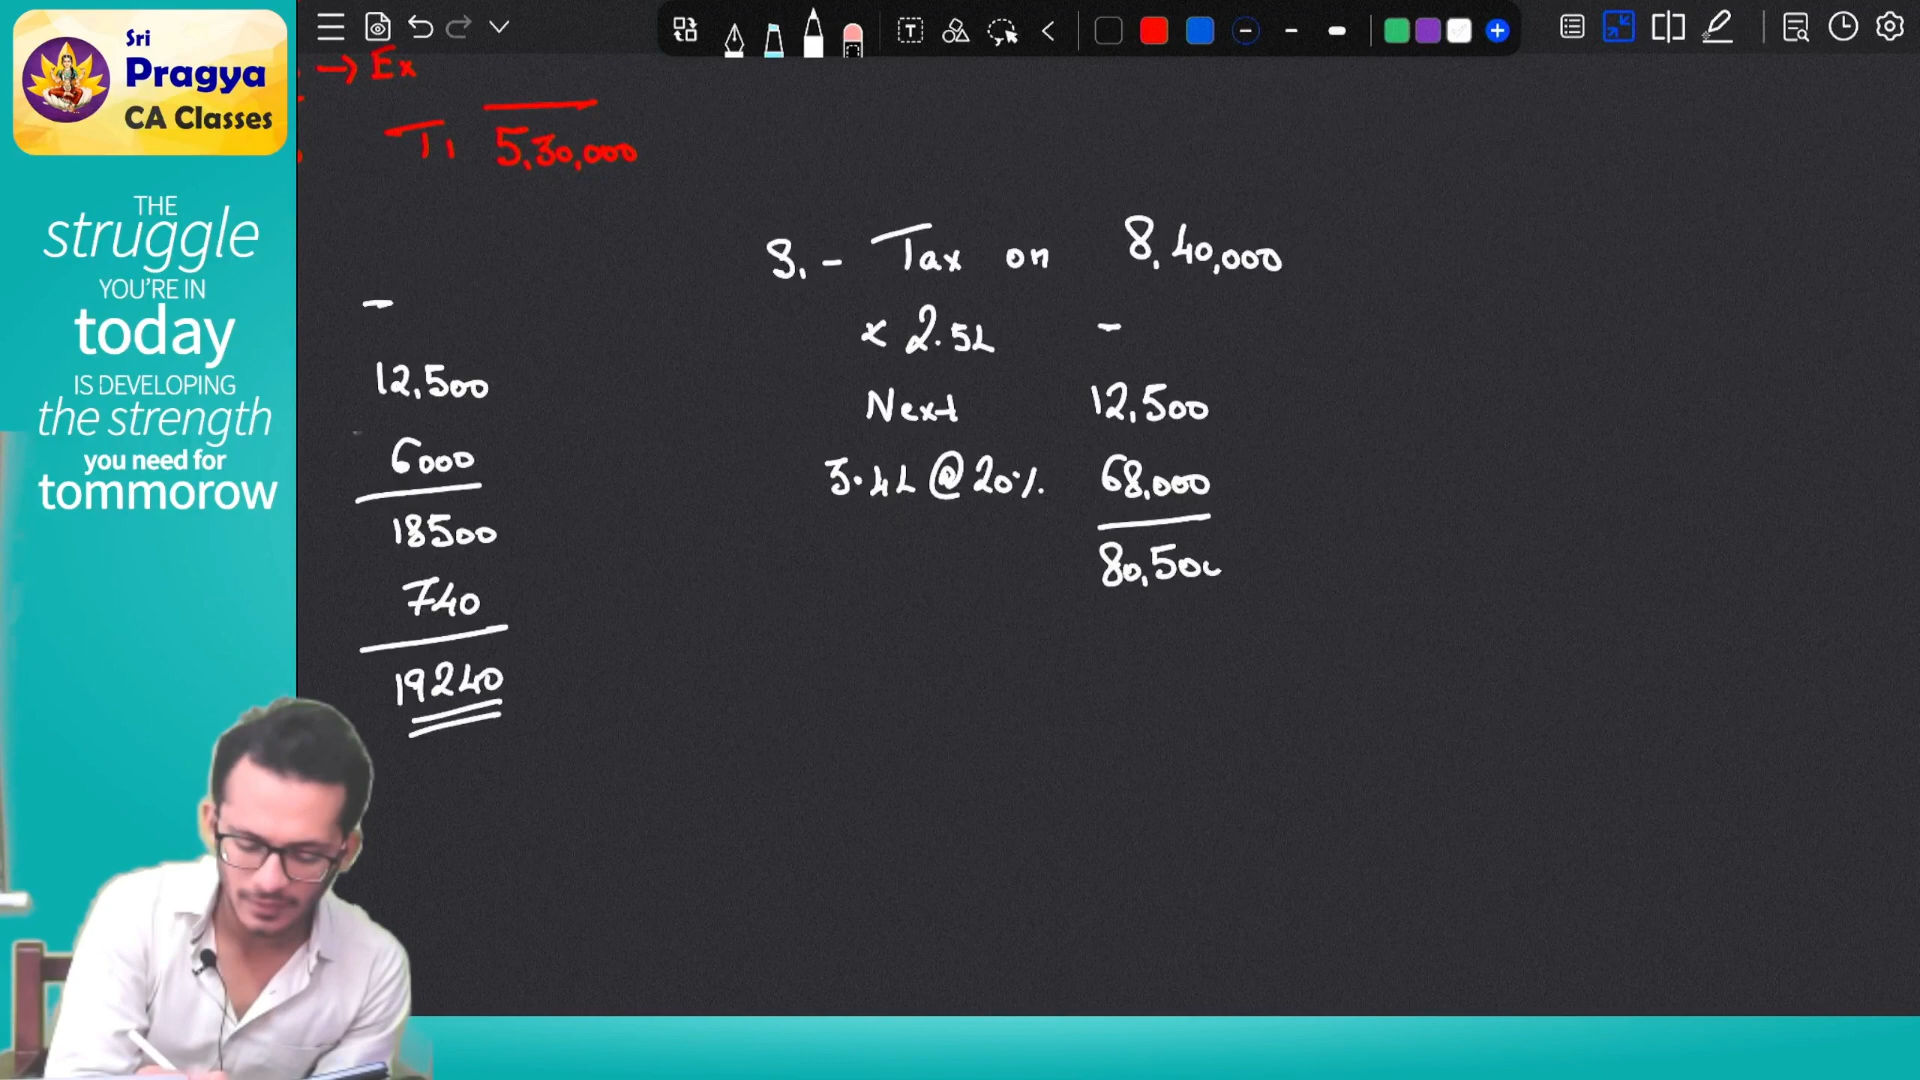 Sri
Pragya
CA Classes
THE
struggle
YOU'RE IN
today
IS DEVELOPING
the strength
you need for
tommorow
→ Ex
TI 5,30,000
-
12,500
6000
18500
740
19240
S. - Tax on 8,40,000
< 2.5L -
Next 12,500
3.4L @ 20% 68,000
80,500